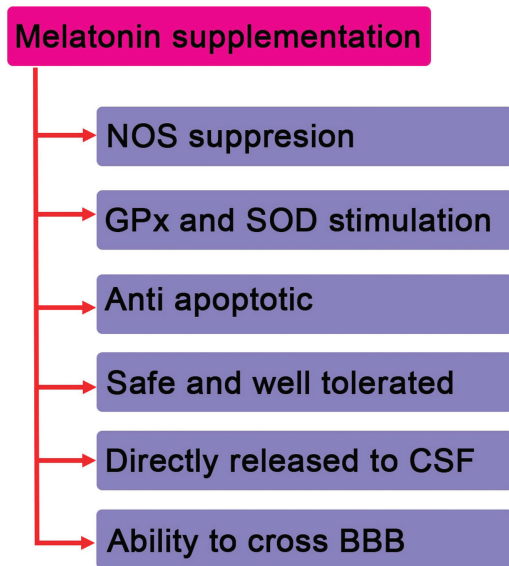 Melatonin supplementation
NOS suppresion
GPx and SOD stimulation
Anti apoptotic
Safe and well tolerated
Directly released to CSF
Ability to cross BBB